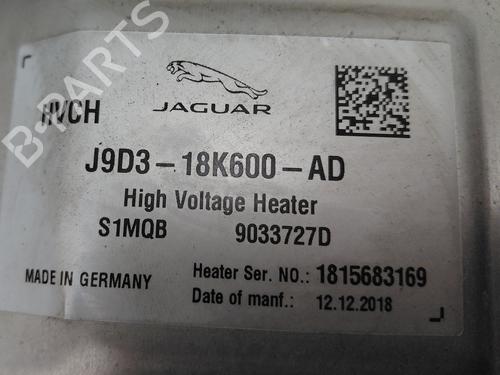 B-PARTS
HVCH
JAGUAR
J9D3-18K600-AD
High Voltage Heater
S1MQB 9033727D
MADE IN GERMANY
Heater Ser. NO.: 1815683169
Date of manf.: 12.12.2018